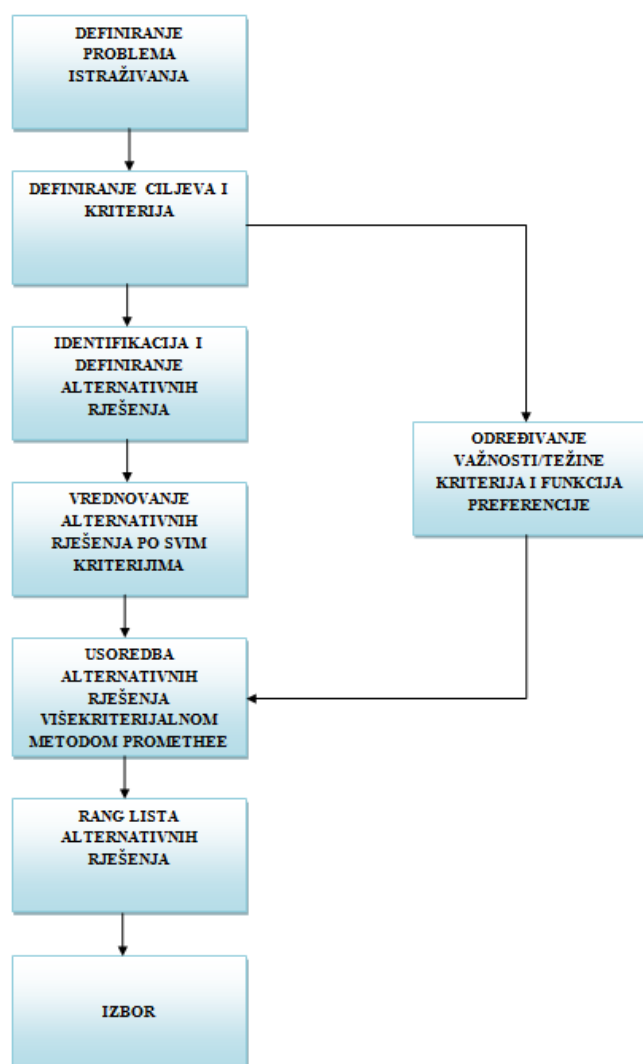 DEFINIRANJE
PROBLEMA
ISTRAŽIVANJA
DEFINIRANJE CILJEVA I
KRITERIJA
IDENTIFIKACIJA I
DEFINIRANJE
ALTERNATIVNIH
RJEŠENJA
ODREĐIVANJE
VAŽNOSTI/TEŽINE
KRITERIJA I FUNKCIJA
PREFERENCIJE
VREDNOVANJE
ALTERNATIVNIH
RJEŠENJA PO SVIM
KRITERIJIMA
USOREDBA
ALTERNATIVNIH
RJEŠENJA
VIŠEKRITERIJALNOM
METODOM PROMETHEE
RANG LISTA
ALTERNATIVNIH
RJEŠENJA
IZBOR